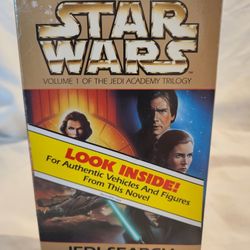 STAR
WARS
VOLUME 1 OF THE JEDI ACADEMY TRILOGY
LOOK INSIDE!
For Authentic Vehicles And Figures
From This Novel
JEDI SEARCH